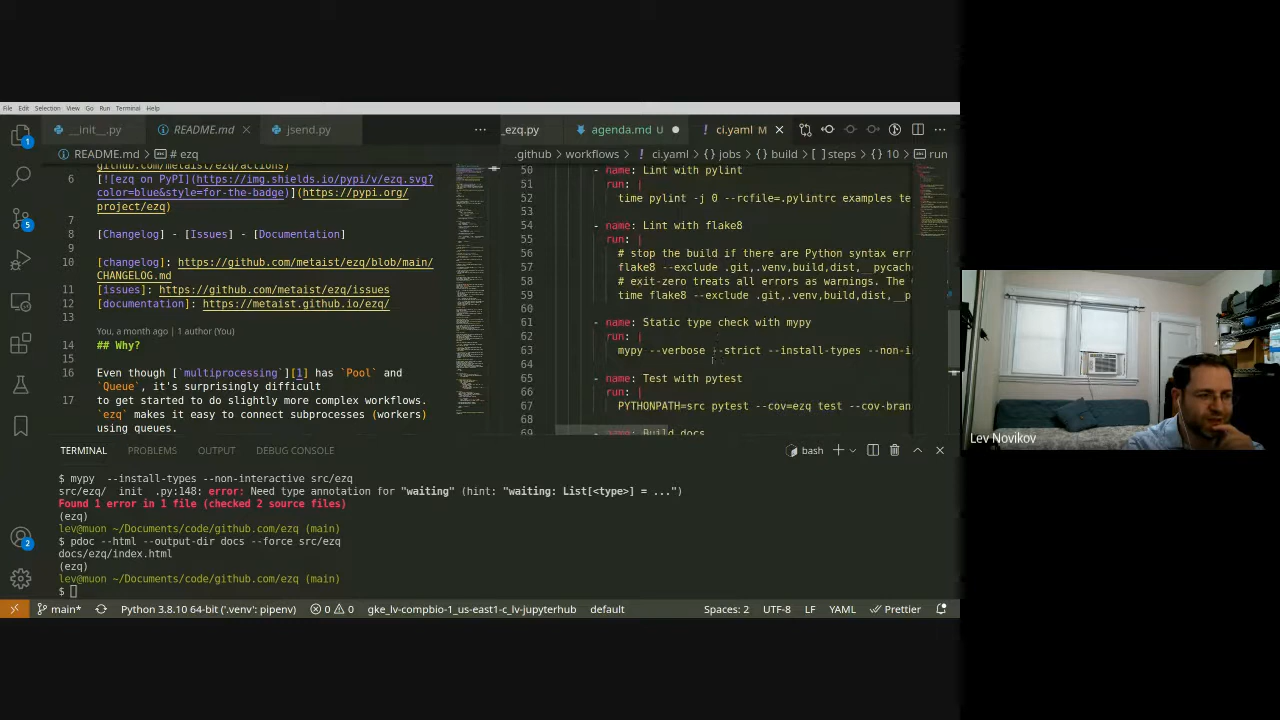 File Edit Selection View Go Run Terminal Help
__init__.py
README.md
jsend.py
_ezq.py
agenda.md U
ci.yaml M
README.md > # ezq
.github > workflows > ci.yaml > {} jobs > {} build > [ ] steps > {} 10 > run
github.com/metaist/ezq/actions)
6 [![ezq on PyPI](https://img.shields.io/pypi/v/ezq.svg?
color=blue&style=for-the-badge)](https://pypi.org/
project/ezq)
7
8 [Changelog] - [Issues] - [Documentation]
9
10 [changelog]: https://github.com/metaist/ezq/blob/main/
CHANGELOG.md
11 [issues]: https://github.com/metaist/ezq/issues
12 [documentation]: https://metaist.github.io/ezq/
13
You, a month ago | 1 author (You)
14 ## Why?
15
16 Even though [`multiprocessing`][1] has `Pool` and
`Queue`, it's surprisingly difficult
17 to get started to do slightly more complex workflows.
`ezq` makes it easy to connect subprocesses (workers)
using queues.
50 - name: Lint with pylint
51 run: |
52 time pylint -j 0 --rcfile=.pylintrc examples te
53
54 - name: Lint with flake8
55 run: |
56 # stop the build if there are Python syntax err
57 flake8 --exclude .git,.venv,build,dist,__pycac
58 # exit-zero treats all errors as warnings. The
59 time flake8 --exclude .git,.venv,build,dist,__p
60
61 - name: Static type check with mypy
62 run: |
63 mypy --verbose --strict --install-types --non-i
64
65 - name: Test with pytest
66 run: |
67 PYTHONPATH=src pytest --cov=ezq test --cov-bran
68
69 - name: Build docs
TERMINAL PROBLEMS OUTPUT DEBUG CONSOLE
bash
$ mypy --install-types --non-interactive src/ezq
src/ezq/__init__.py:148: error: Need type annotation for "waiting" (hint: "waiting: List[<type>] = ...")
Found 1 error in 1 file (checked 2 source files)
(ezq)
lev@muon ~/Documents/code/github.com/ezq (main)
$ pdoc --html --output-dir docs --force src/ezq
docs/ezq/index.html
(ezq)
lev@muon ~/Documents/code/github.com/ezq (main)
$
main* Python 3.8.10 64-bit ('.venv': pipenv) 0 0 gke_lv-compbio-1_us-east1-c_lv-jupyterhub default Spaces: 2 UTF-8 LF YAML Prettier
1
5
2
Lev Novikov